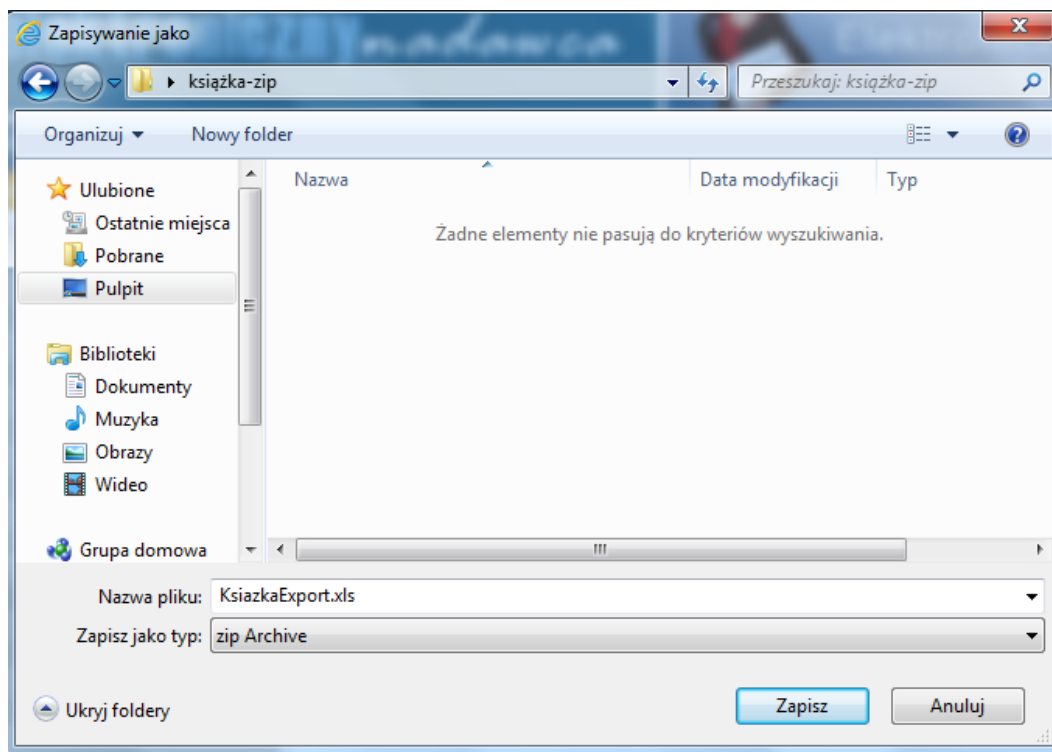 Zapisywanie jako
nadawca
książka-zip
Przeszukaj: książka-zip
Organizuj
Nowy folder
Ulubione
Ostatnie miejsca
Pobrane
Pulpit
Biblioteki
Dokumenty
Muzyka
Obrazy
Wideo
Grupa domowa
Nazwa
Data modyfikacji
Typ
Żadne elementy nie pasują do kryteriów wyszukiwania.
Nazwa pliku: KsiazkaExport.xls
Zapisz jako typ: zip Archive
Ukryj foldery
Zapisz
Anuluj